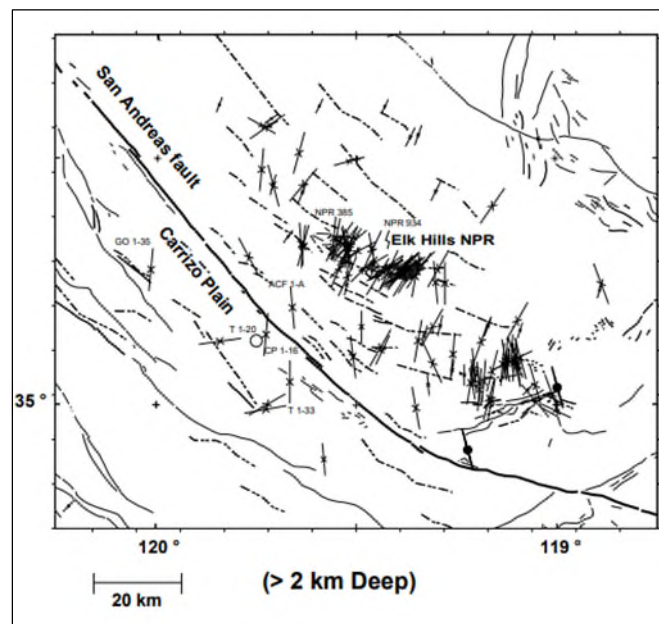 San Andreas fault
Carrizo Plain
NPR 385
NPR 934
Elk Hills NPR
GO 1-35
ACF 1-A
T 1-20
CP 1-16
T 1-33
35 °
120 °
119 °
20 km
(> 2 km Deep)